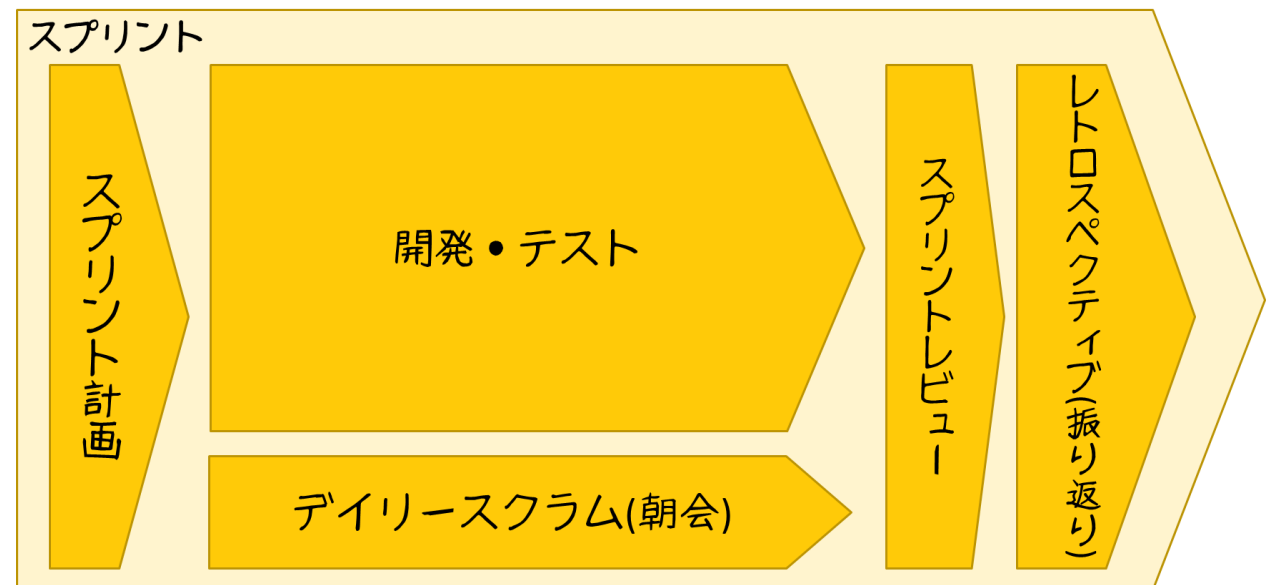 スプリント
スプリント計画
開発・テスト
デイリースクラム(朝会)
スプリントレビュー
レトロスペクティブ(振り返り)